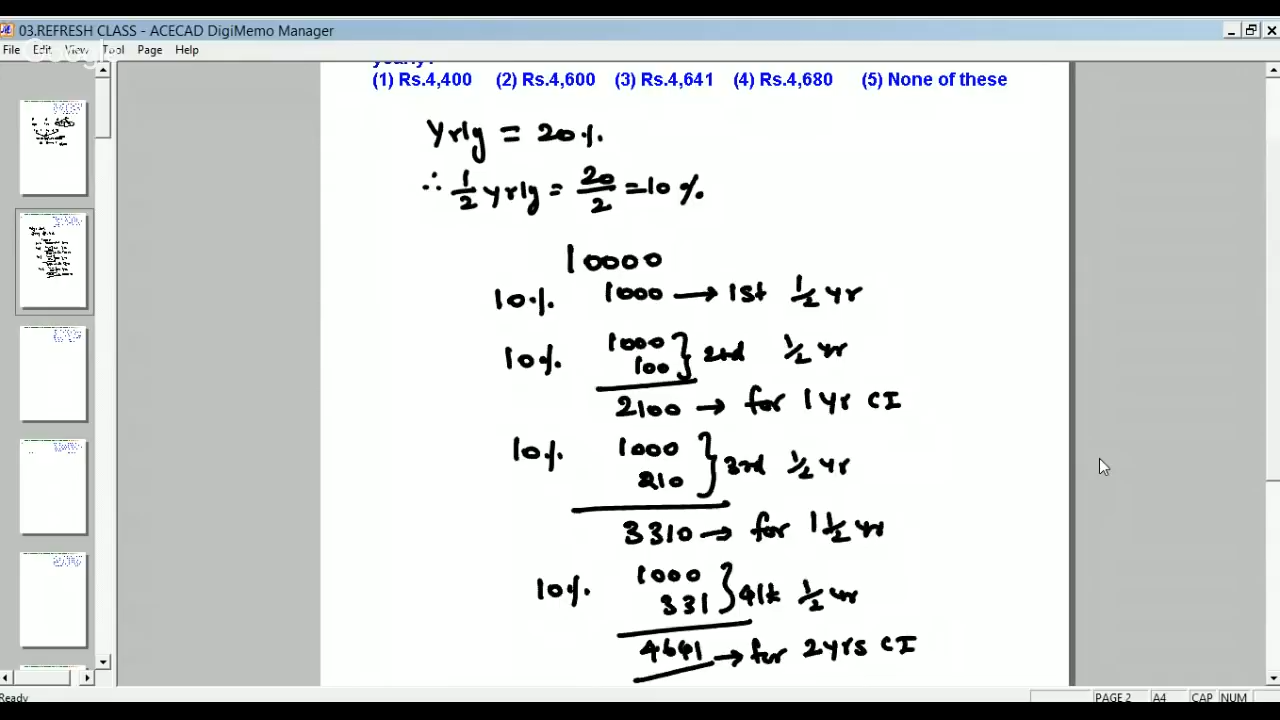 03.REFRESH CLASS - ACECAD DigiMemo Manager
File Edit View Tool Page Help
Google
yearly?
(1) Rs.4,400 (2) Rs.4,600 (3) Rs.4,641 (4) Rs.4,680 (5) None of these
Yrly = 20%.
∴ 1/2 yrly = 20/2 = 10%.
10000
10%. 1000 → 1st 1/2 yr
10%. 1000
100 } 2nd 1/2 yr
2100 → for 1 yr CI
10%. 1000
210 } 3rd 1/2 yr
3310 → for 1 1/2 yr
10%. 1000
331 } 4th 1/2 yr
4641 → for 2 yrs CI
Ready PAGE 2 A4 CAP NUM